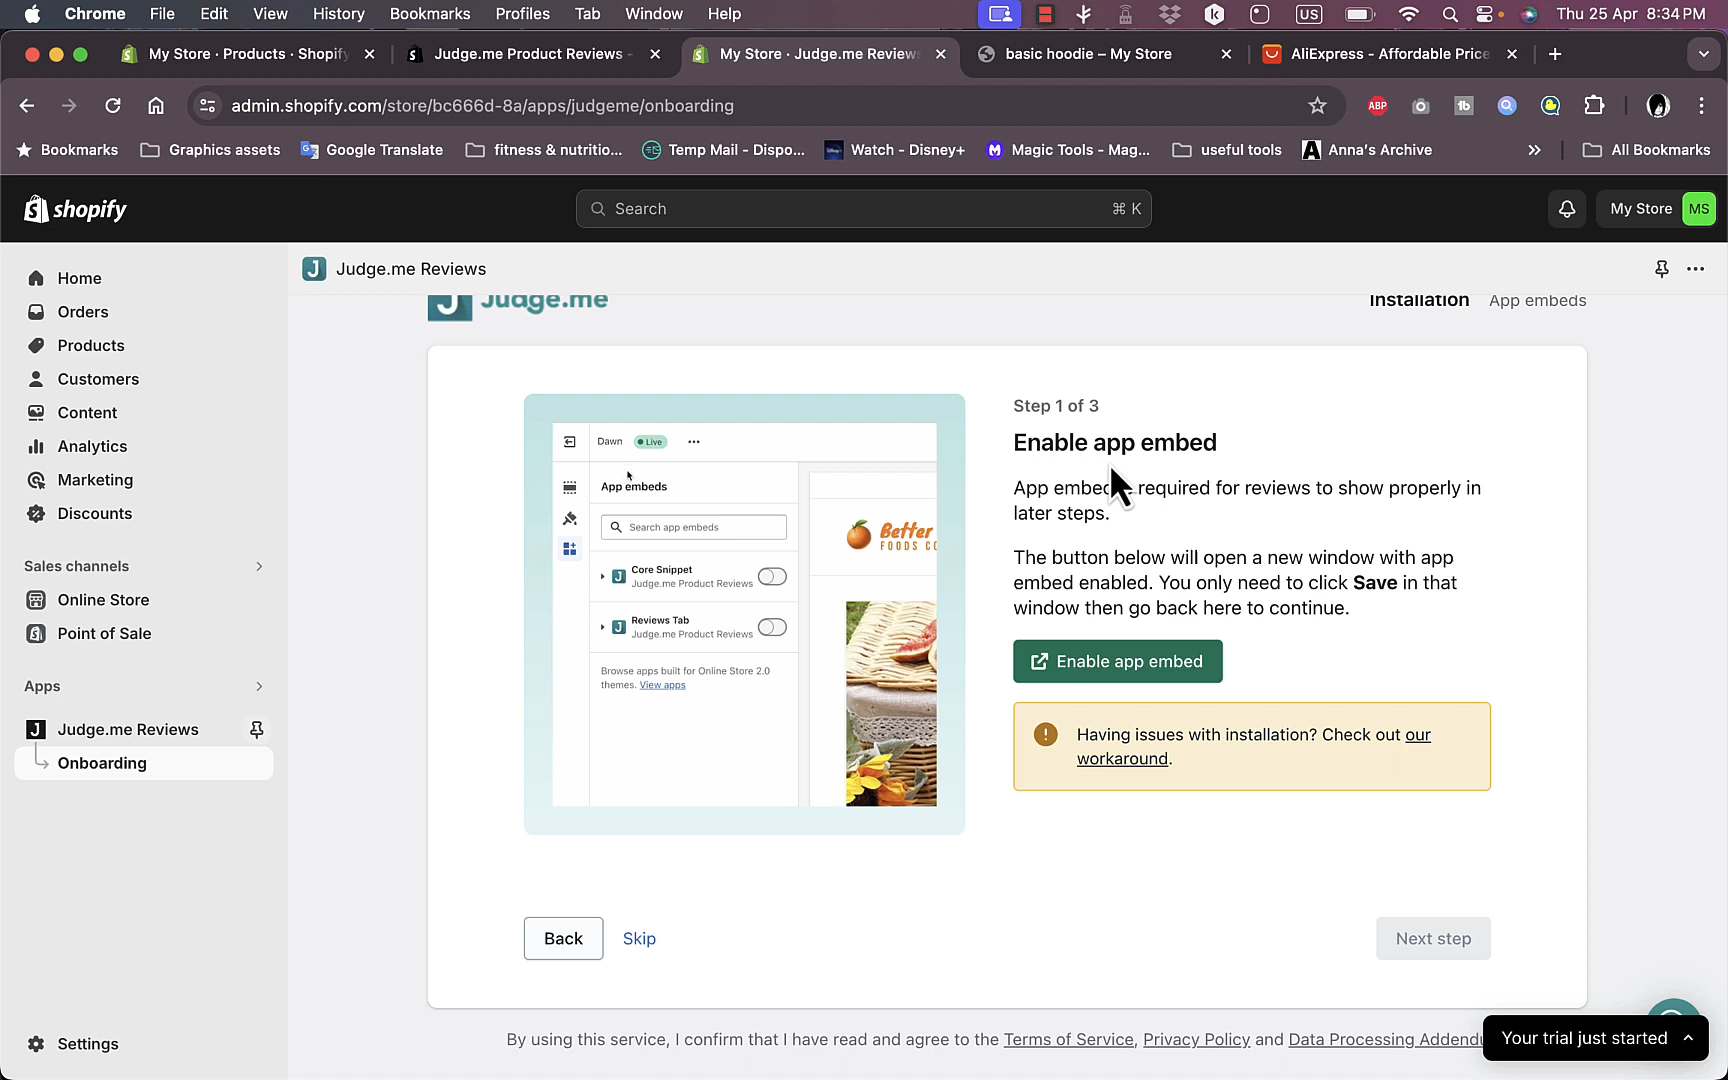 Chrome File Edit View History Bookmarks Profiles Tab Window Help US Thu 25 Apr 8:34 PM
My Store · Products · Shopify
Judge.me Product Reviews -
My Store · Judge.me Reviews
basic hoodie – My Store
AliExpress - Affordable Price
admin.shopify.com/store/bc666d-8a/apps/judgeme/onboarding
ABP
tb
Bookmarks
Graphics assets
Google Translate
fitness & nutritio...
Temp Mail - Dispo...
Watch - Disney+
Magic Tools - Mag...
useful tools
Anna's Archive
All Bookmarks
shopify
Search
⌘ K
My Store
MS
Home
Orders
Products
Customers
Content
Analytics
Marketing
Discounts
Sales channels
Online Store
Point of Sale
Apps
Judge.me Reviews
Onboarding
Settings
Judge.me Reviews
Judge.me
Installation
App embeds
Dawn
Live
App embeds
Search app embeds
Core Snippet
Judge.me Product Reviews
Reviews Tab
Judge.me Product Reviews
Browse apps built for Online Store 2.0
themes. View apps
Better
FOODS CO
Step 1 of 3
Enable app embed
App embed required for reviews to show properly in
later steps.
The button below will open a new window with app
embed enabled. You only need to click Save in that
window then go back here to continue.
Enable app embed
Having issues with installation? Check out our
workaround.
Back
Skip
Next step
By using this service, I confirm that I have read and agree to the Terms of Service, Privacy Policy and Data Processing Addendu
Your trial just started